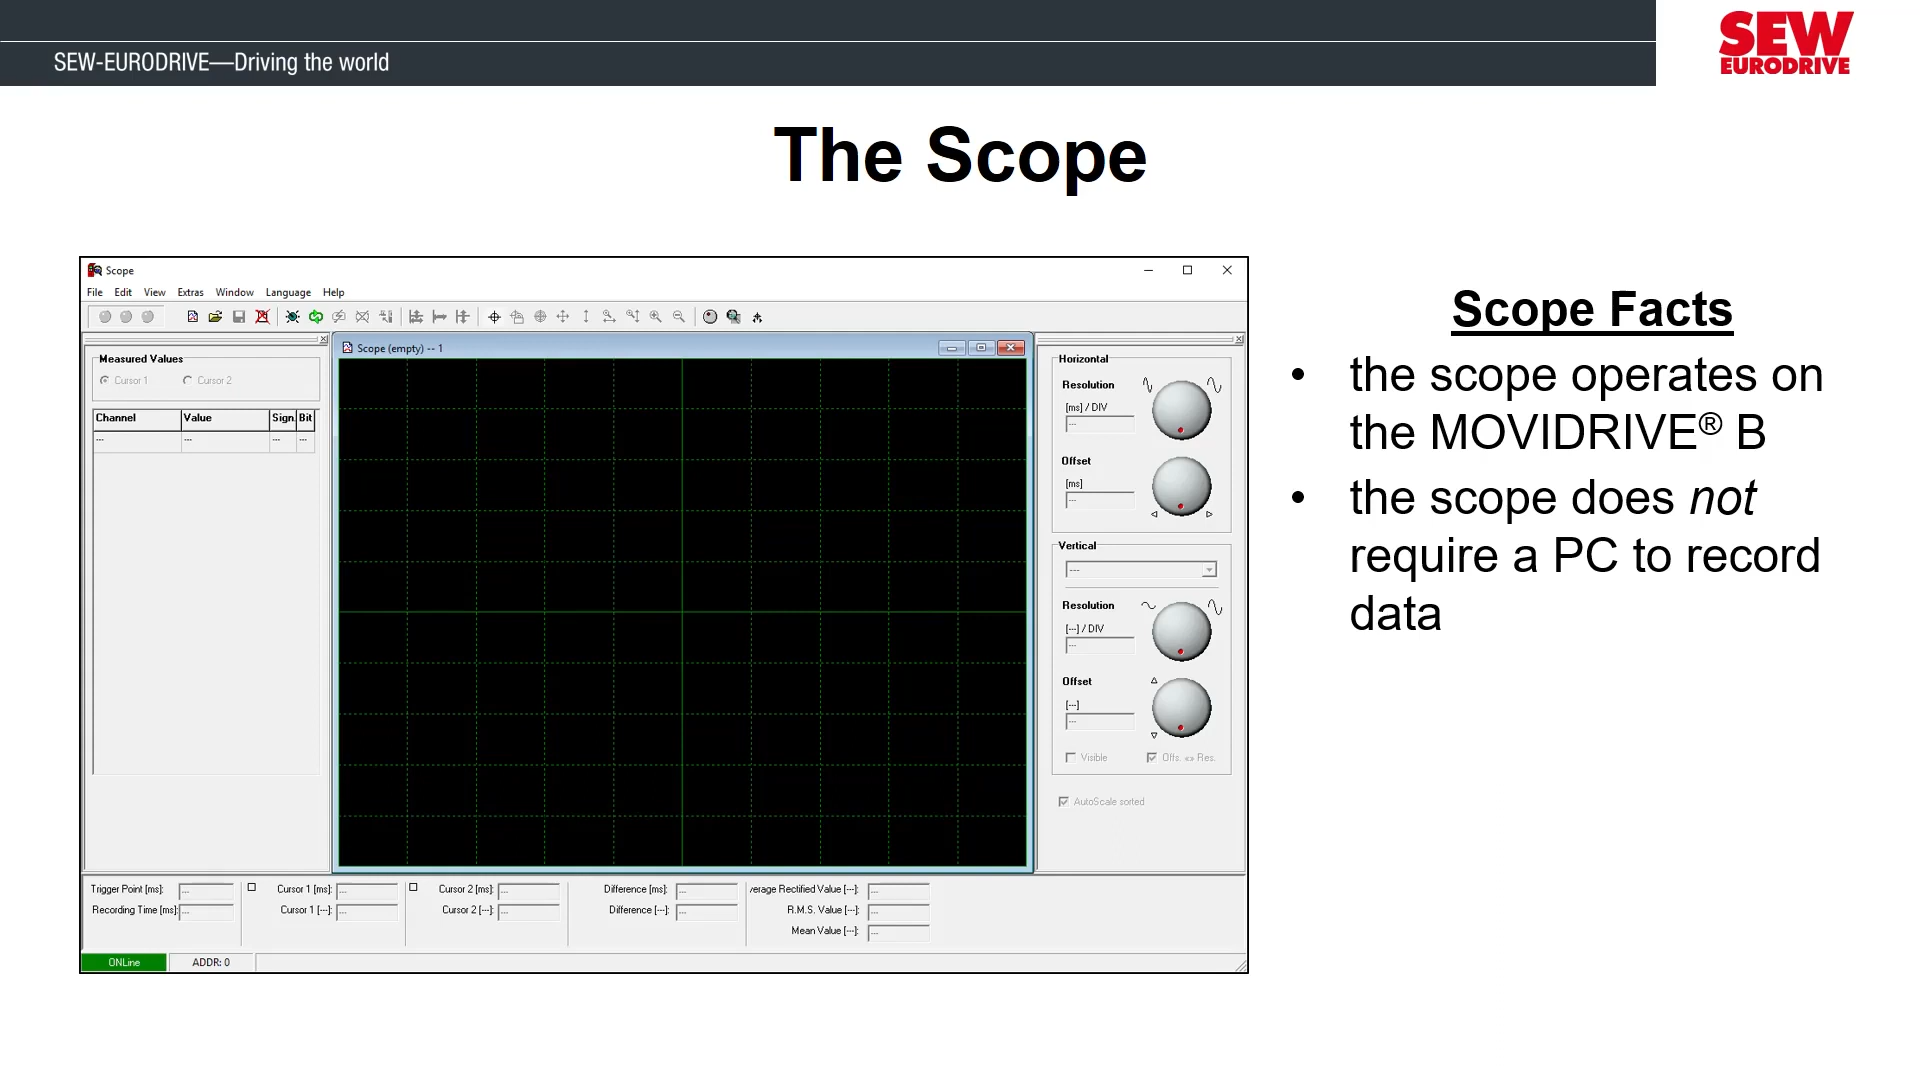 SEW-EURODRIVE—Driving the world
SEW
EURODRIVE
The Scope
Scope
File Edit View Extras Window Language Help
Measured Values
Cursor 1 Cursor 2
Channel Value Sign Bit
--- --- --- ---
Scope (empty) -- 1
Horizontal
Resolution
[ms] / DIV
---
Offset
[ms]
---
Vertical
---
Resolution
[---] / DIV
---
Offset
[---]
---
Visible Offs. <> Res.
AutoScale sorted
Trigger Point [ms]: --- Cursor 1 [ms]: --- Cursor 2 [ms]: --- Difference [ms]: --- verage Rectified Value [---]: ---
Recording Time [ms]: --- Cursor 1 [---]: --- Cursor 2 [---]: --- Difference [---]: --- R.M.S. Value [---]: ---
Mean Value [---]: ---
ONLine ADDR: 0
Scope Facts
• the scope operates on
the MOVIDRIVE® B
• the scope does not
require a PC to record
data